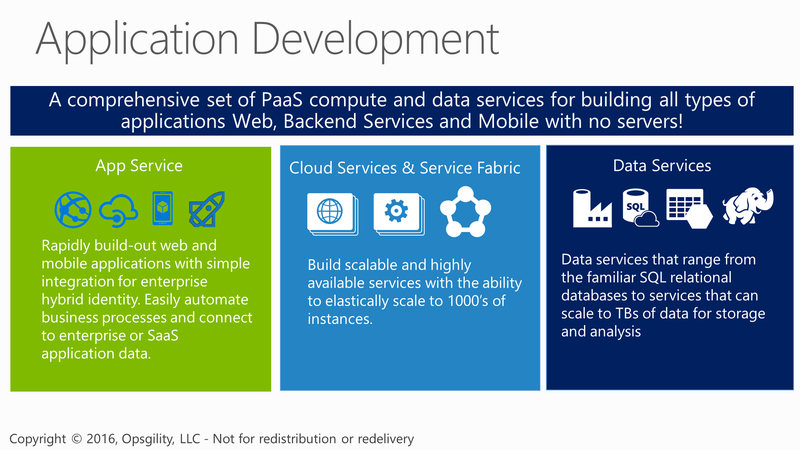 Application Development
A comprehensive set of PaaS compute and data services for building all types of
applications Web, Backend Services and Mobile with no servers!
App Service
Rapidly build-out web and
mobile applications with simple
integration for enterprise
hybrid identity. Easily automate
business processes and connect
to enterprise or SaaS
application data.
Cloud Services & Service Fabric
Build scalable and highly
available services with the ability
to elastically scale to 1000's of
instances.
Data Services
SQL
Data services that range from
the familiar SQL relational
databases to services that can
scale to TBs of data for storage
and analysis
Copyright © 2016, Opsgility, LLC - Not for redistribution or redelivery